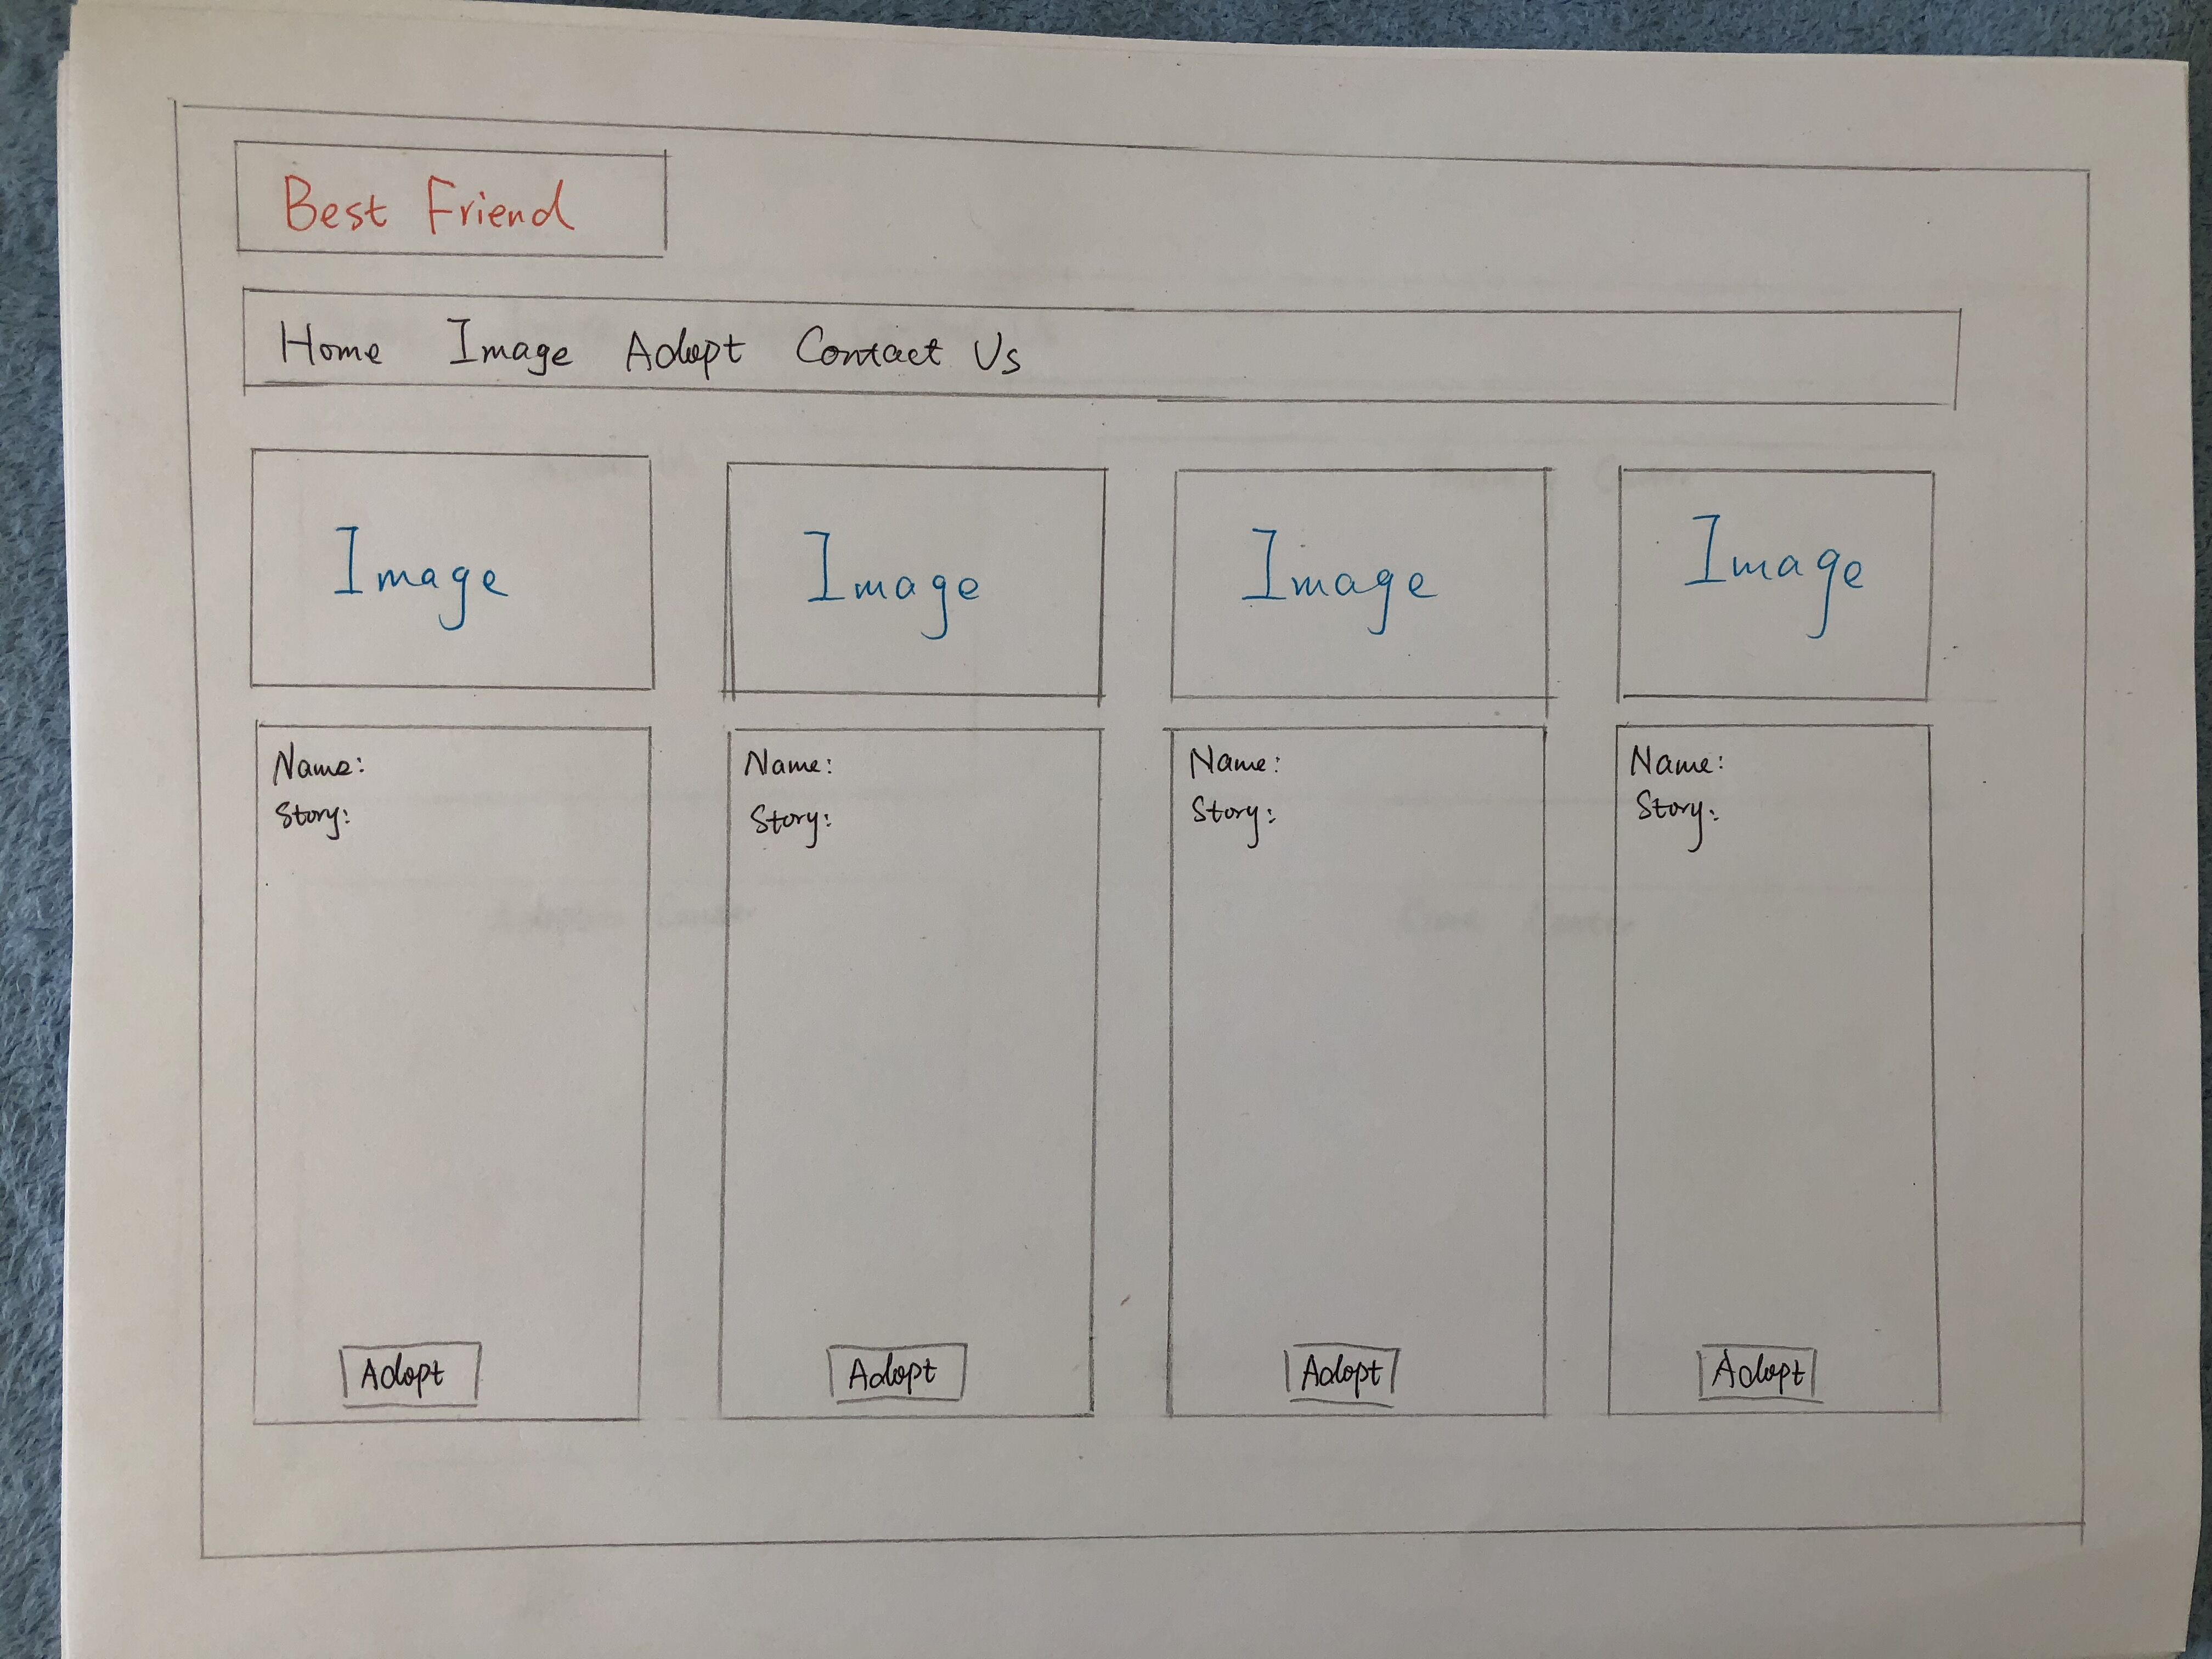 Best Friend
Home Image Adopt Contact Us
Image Image Image Image
Name: Name: Name: Name:
Story: Story: Story: Story:
Adopt Adopt Adopt Adopt